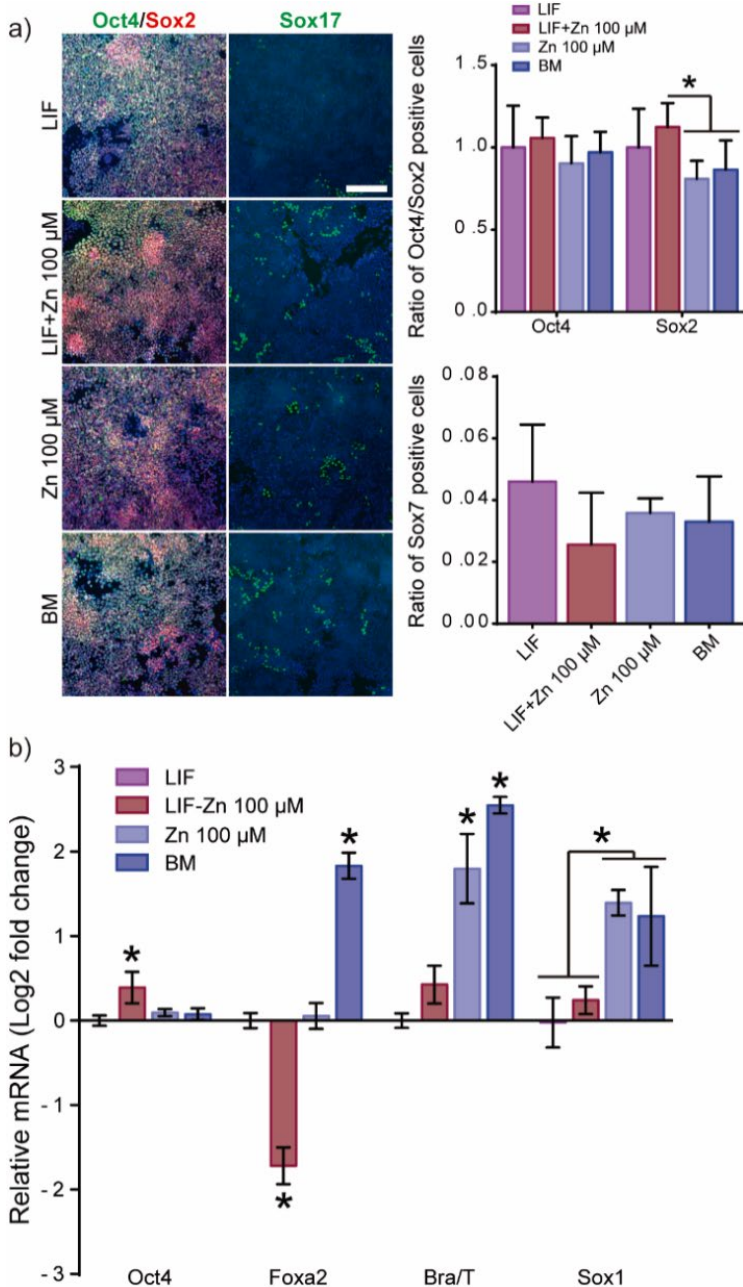 a)
Oct4/Sox2
Sox17
LIF
LIF+Zn 100 µM
Zn 100 µM
BM
LIF
LIF+Zn 100 µM
Zn 100 µM
BM
Ratio of Oct4/Sox2 positive cells
1.5
1.0
0.5
0.0
*
Oct4
Sox2
Ratio of Sox7 positive cells
0.08
0.06
0.04
0.02
0.00
LIF
LIF+Zn 100 µM
Zn 100 µM
BM
b)
LIF
LIF-Zn 100 µM
Zn 100 µM
BM
Relative mRNA (Log2 fold change)
3
2
1
0
-1
-2
-3
*
*
*
*
*
*
Oct4
Foxa2
Bra/T
Sox1